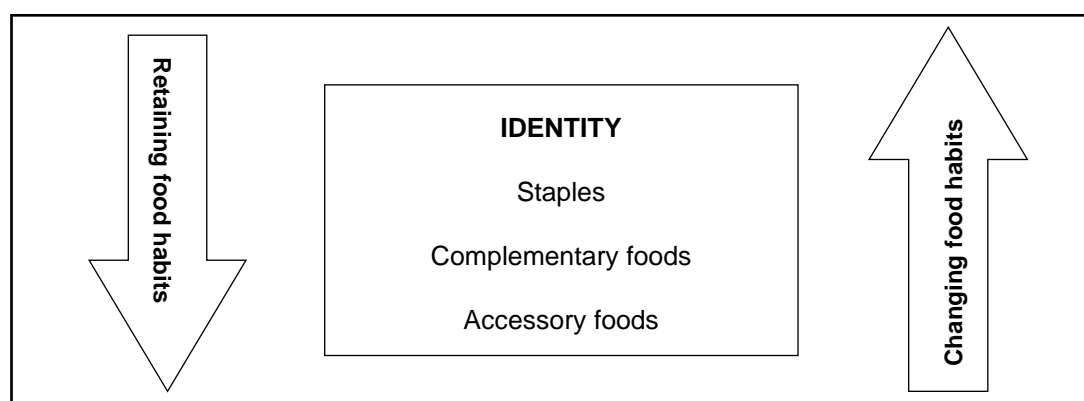 Retaining food habits
IDENTITY
Staples
Complementary foods
Accessory foods
Changing food habits